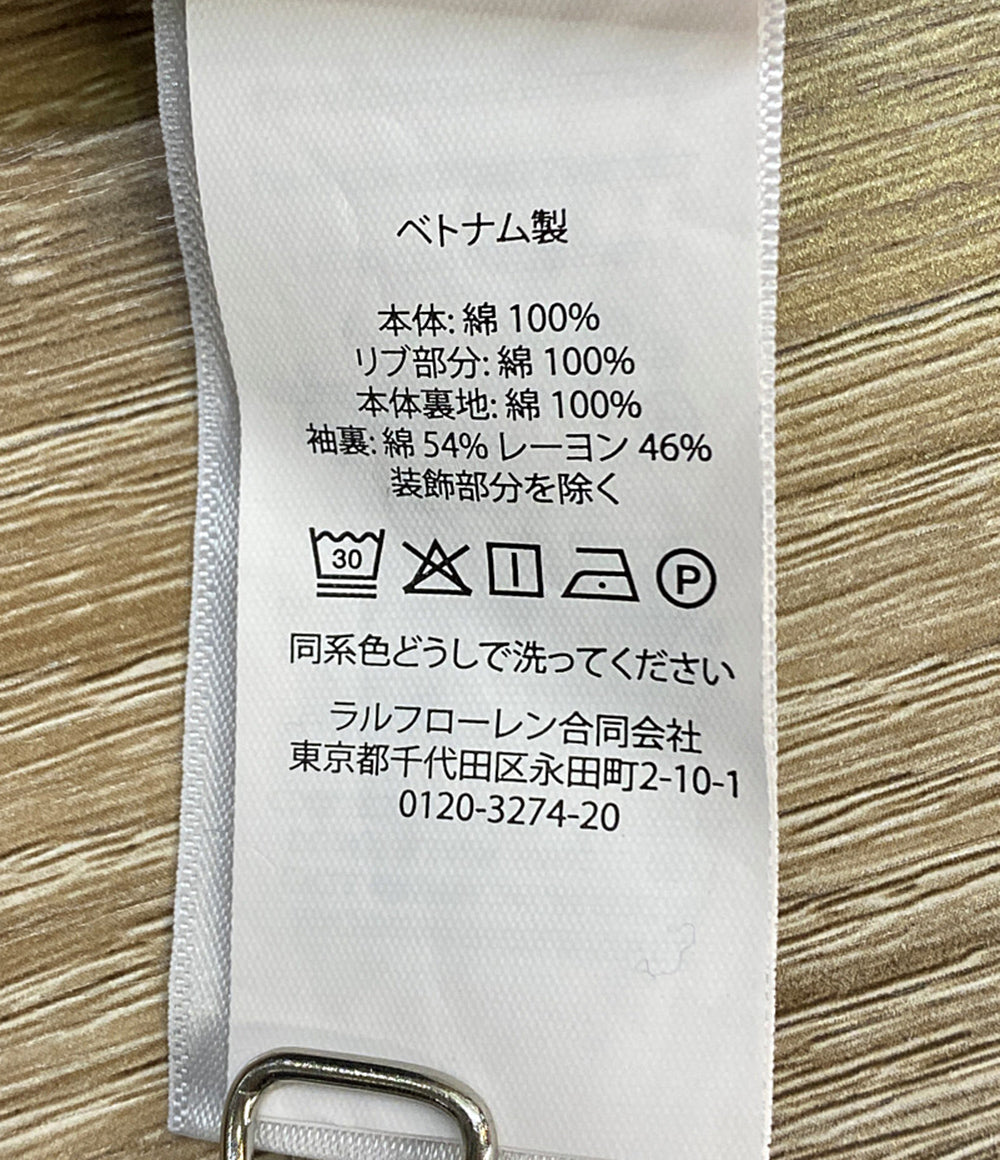 ベトナム製
本体: 綿 100%
リブ部分: 綿 100%
本体裏地: 綿 100%
袖裏: 綿 54% レーヨン 46%
装飾部分を除く
30 P
同系色どうしで洗ってください
ラルフローレン合同会社
東京都千代田区永田町2-10-1
0120-3274-20